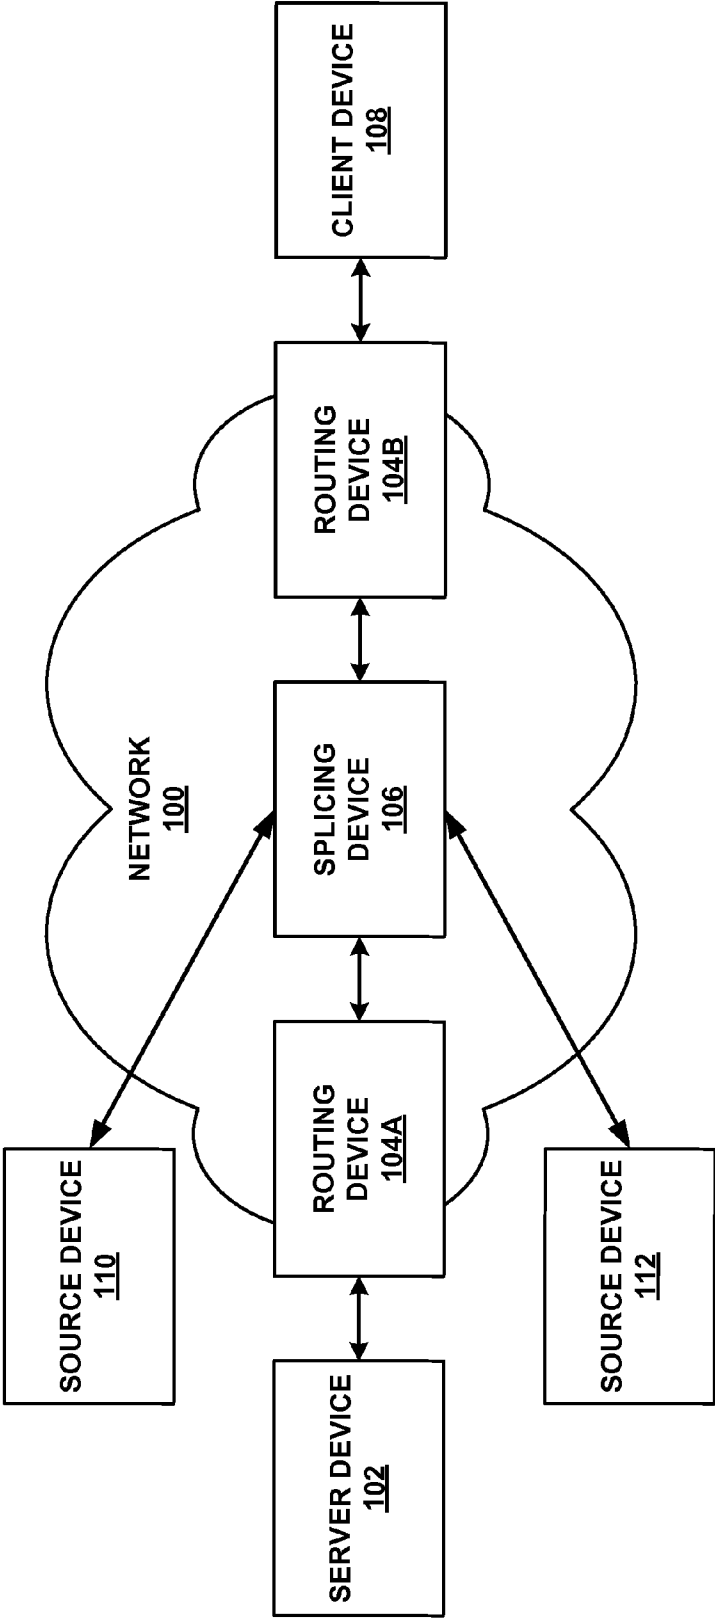 SOURCE DEVICE
110
NETWORK
100
SERVER DEVICE
102
ROUTING
DEVICE
104A
SPLICING
DEVICE
106
ROUTING
DEVICE
104B
CLIENT DEVICE
108
SOURCE DEVICE
112